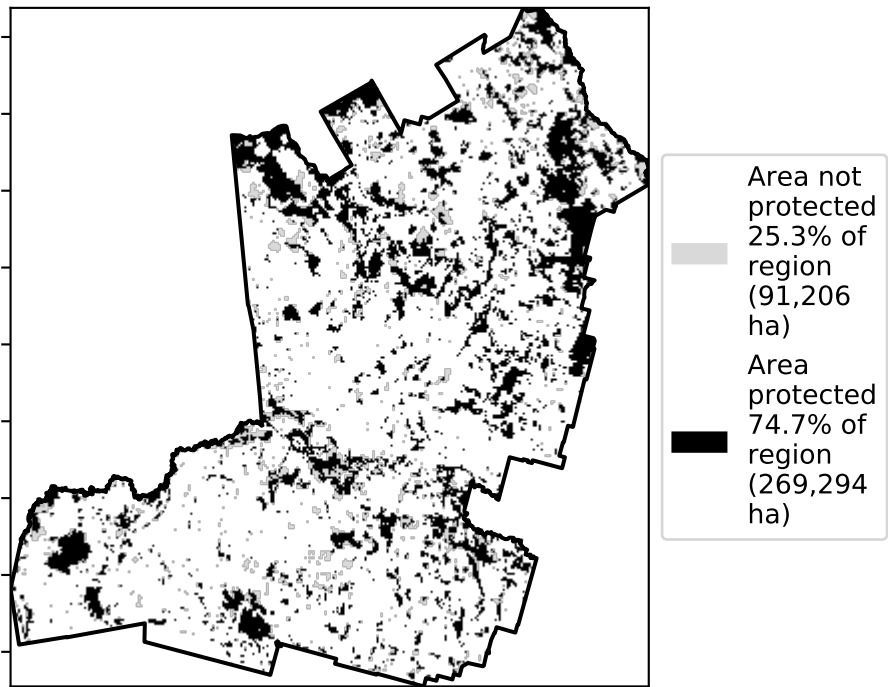 Area not
protected
25.3% of
region
(91,206
ha)
Area
protected
74.7% of
region
(269,294
ha)